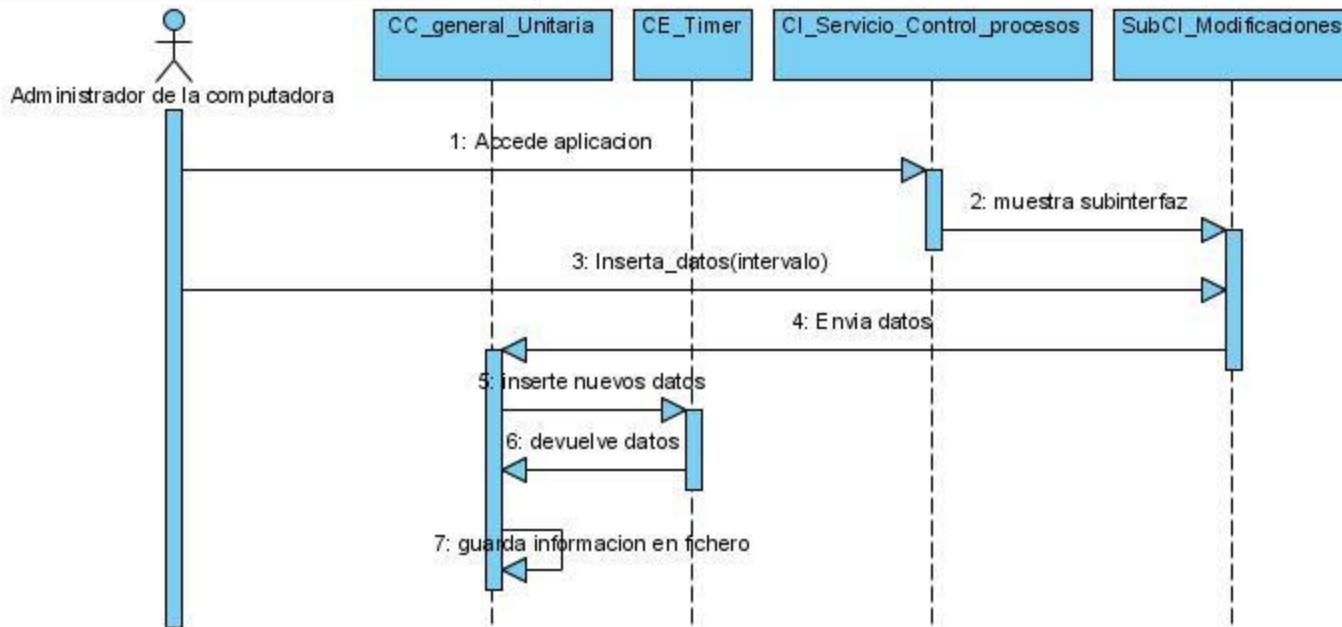 CC_general_Unitaria
CE_Timer
CI_Servicio_Control_procesos
SubCI_Modificaciones
Administrador de la computadora
1: Accede aplicacion
2: muestra subinterfaz
3: Inserta_datos(intervalo)
4: Envia datos
5: inserte nuevos datos
6: devuelve datos
7: guarda informacion en fichero